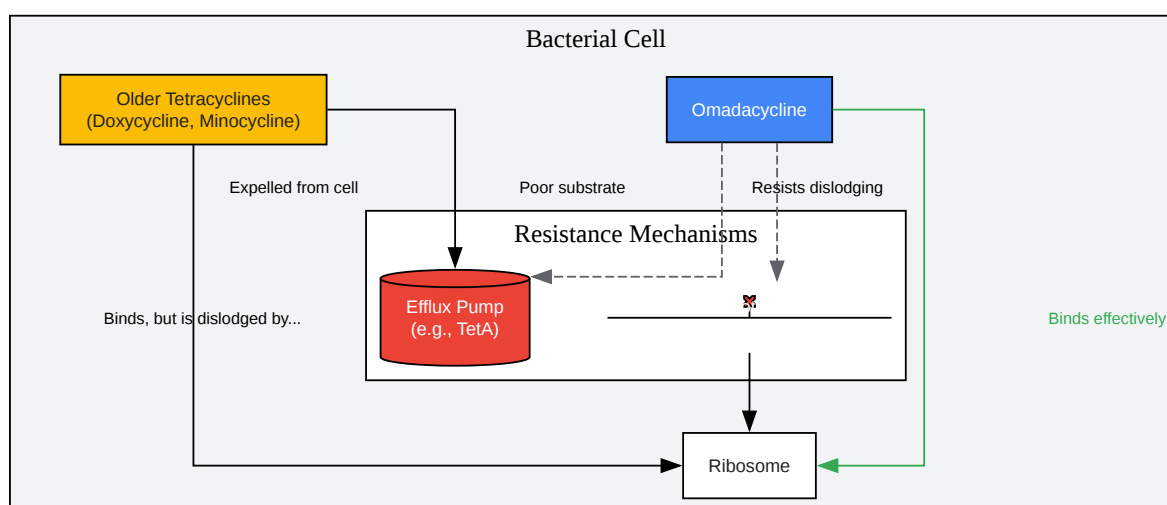 Bacterial Cell
Older Tetracyclines
(Doxycycline, Minocycline)
Omadacycline
Expelled from cell
Poor substrate
Resists dislodging
Resistance Mechanisms
Efflux Pump
(e.g., TetA)
Binds, but is dislodged by...
Binds effectively
Ribosome